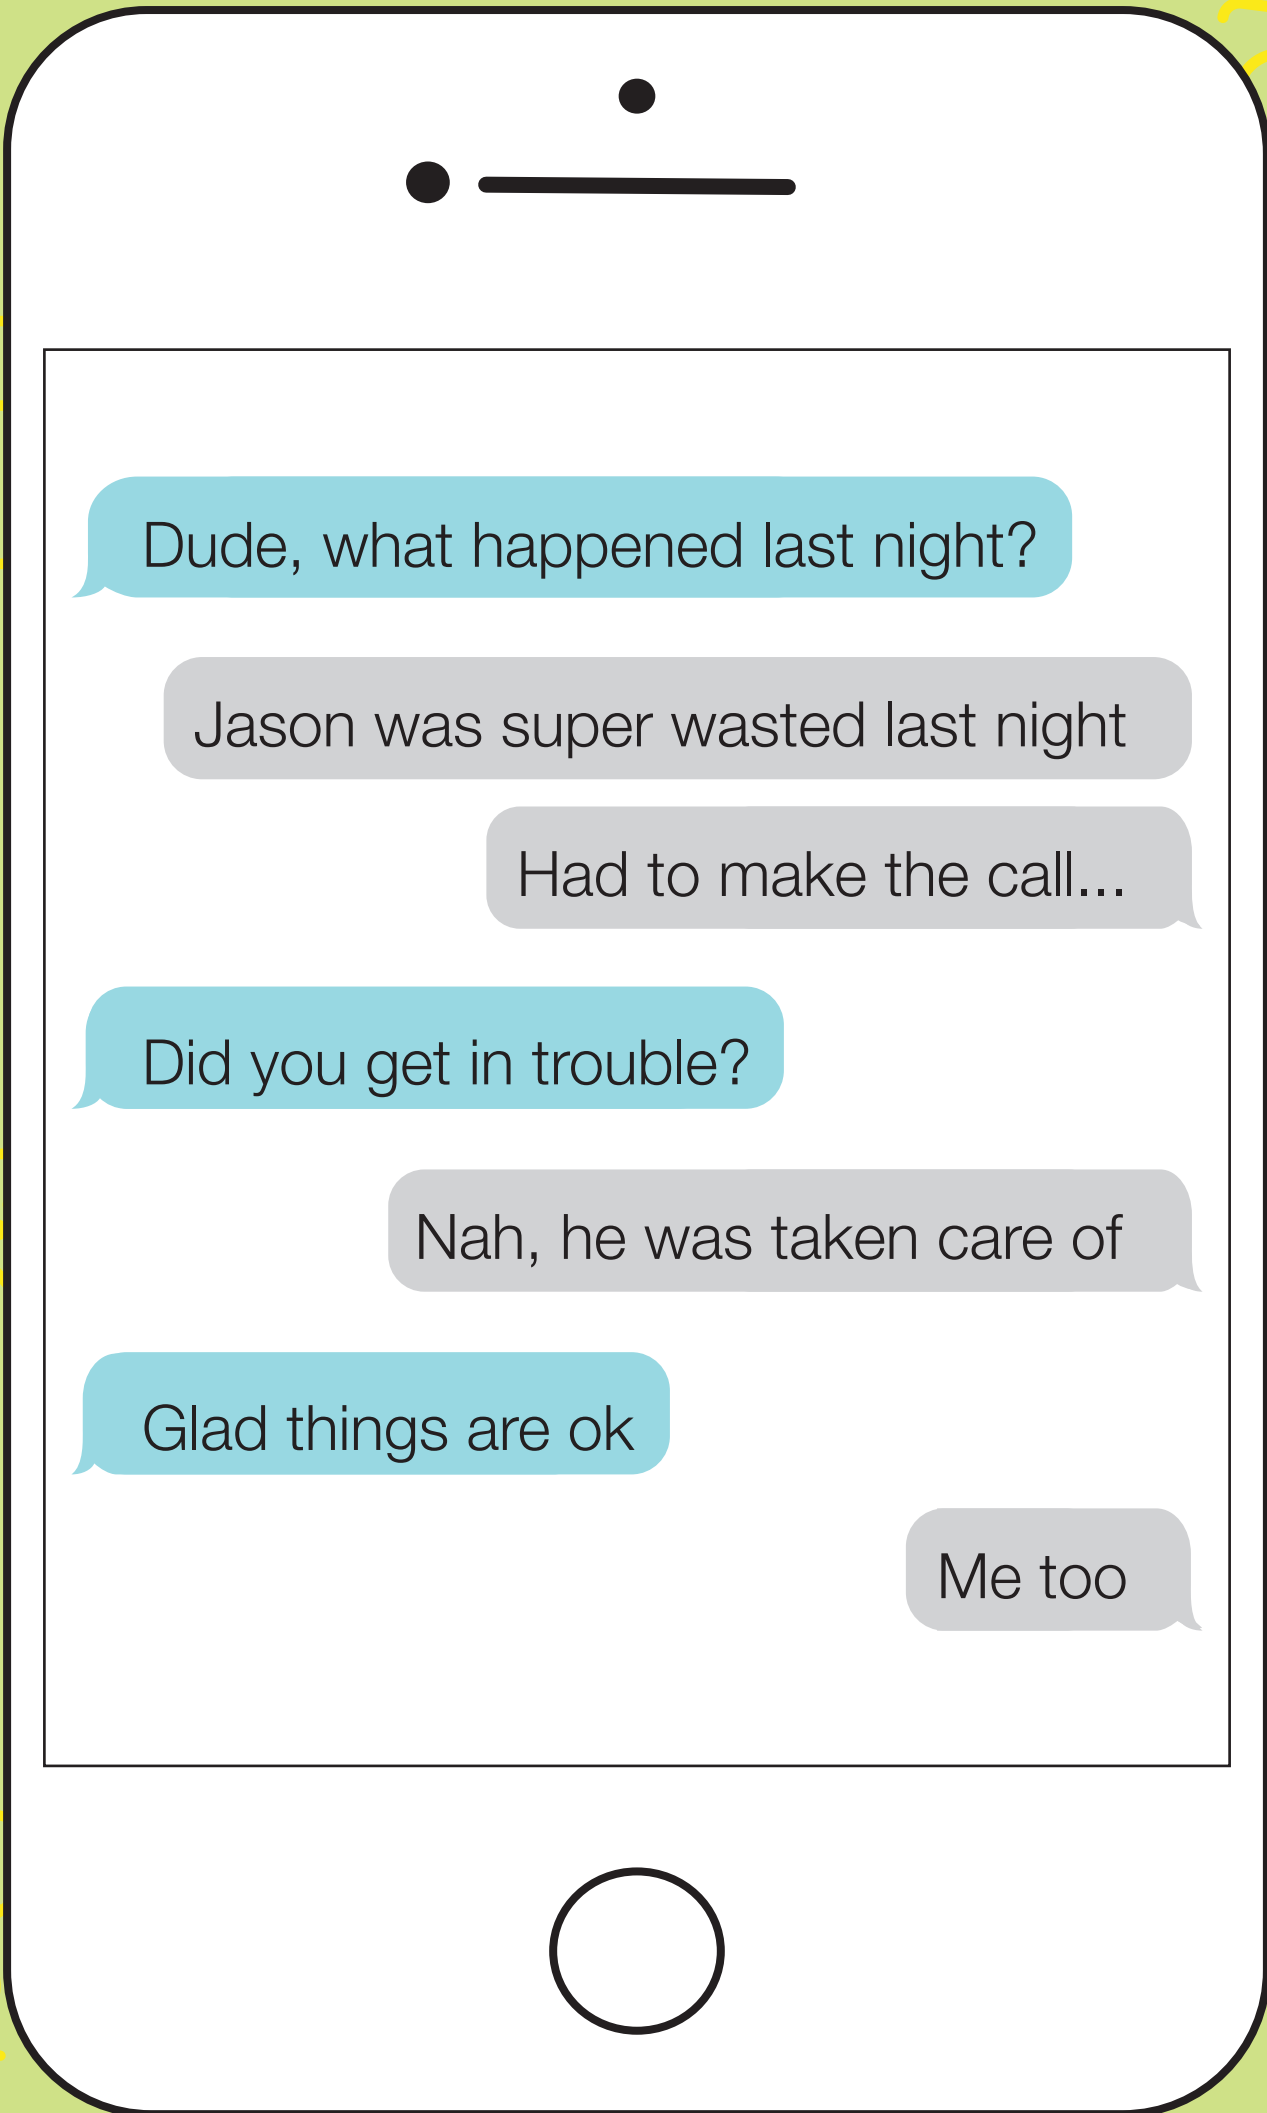 Dude, what happened last night?
Jason was super wasted last night
Had to make the call...
Did you get in trouble?
Nah, he was taken care of
Glad things are ok
Me too